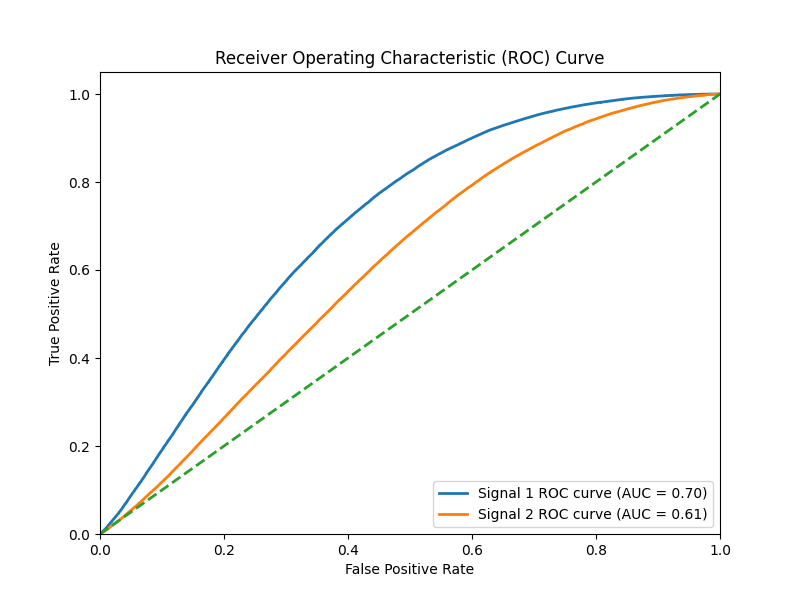 Receiver Operating Characteristic (ROC) Curve
True Positive Rate
1.0
0.8
0.6
0.4
0.2
0.0
Signal 1 ROC curve (AUC = 0.70)
Signal 2 ROC curve (AUC = 0.61)
0.0 0.2 0.4 0.6 0.8 1.0
False Positive Rate